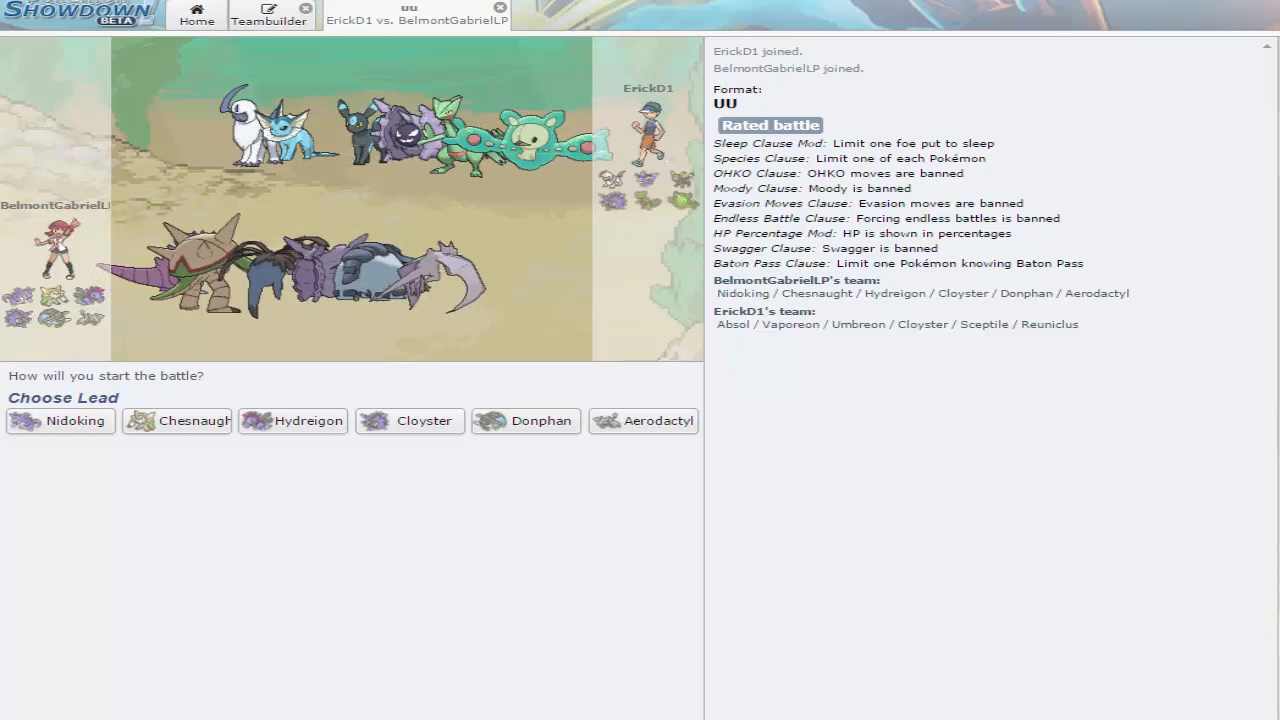 SHOWDOWN
BETA
Home
Teambuilder
uu
ErickD1 vs. BelmontGabrielLP
ErickD1
BelmontGabrielL
ErickD1 joined.
BelmontGabrielLP joined.
Format:
UU
Rated battle
Sleep Clause Mod: Limit one foe put to sleep
Species Clause: Limit one of each Pokémon
OHKO Clause: OHKO moves are banned
Moody Clause: Moody is banned
Evasion Moves Clause: Evasion moves are banned
Endless Battle Clause: Forcing endless battles is banned
HP Percentage Mod: HP is shown in percentages
Swagger Clause: Swagger is banned
Baton Pass Clause: Limit one Pokémon knowing Baton Pass
BelmontGabrielLP's team:
Nidoking / Chesnaught / Hydreigon / Cloyster / Donphan / Aerodactyl
ErickD1's team:
Absol / Vaporeon / Umbreon / Cloyster / Sceptile / Reuniclus
How will you start the battle?
Choose Lead
Nidoking Chesnaugh Hydreigon Cloyster Donphan Aerodactyl